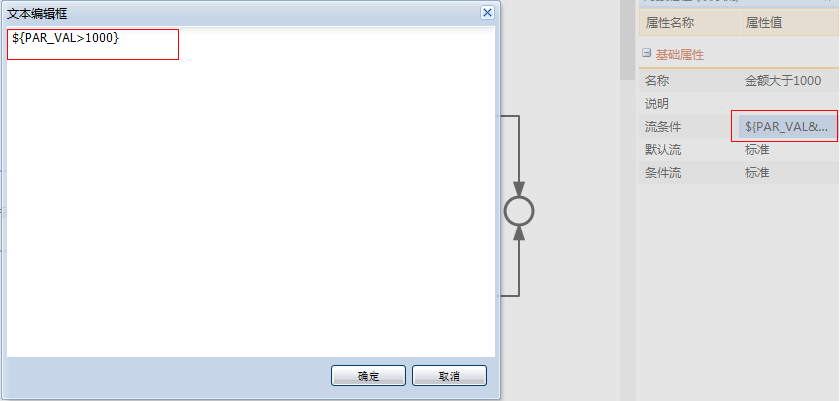 文本编辑框
${PAR_VAL>1000}
确定
取消
属性名称 属性值
基础属性
名称 金额大于1000
说明
流条件 ${PAR_VAL&...
默认流 标准
条件流 标准